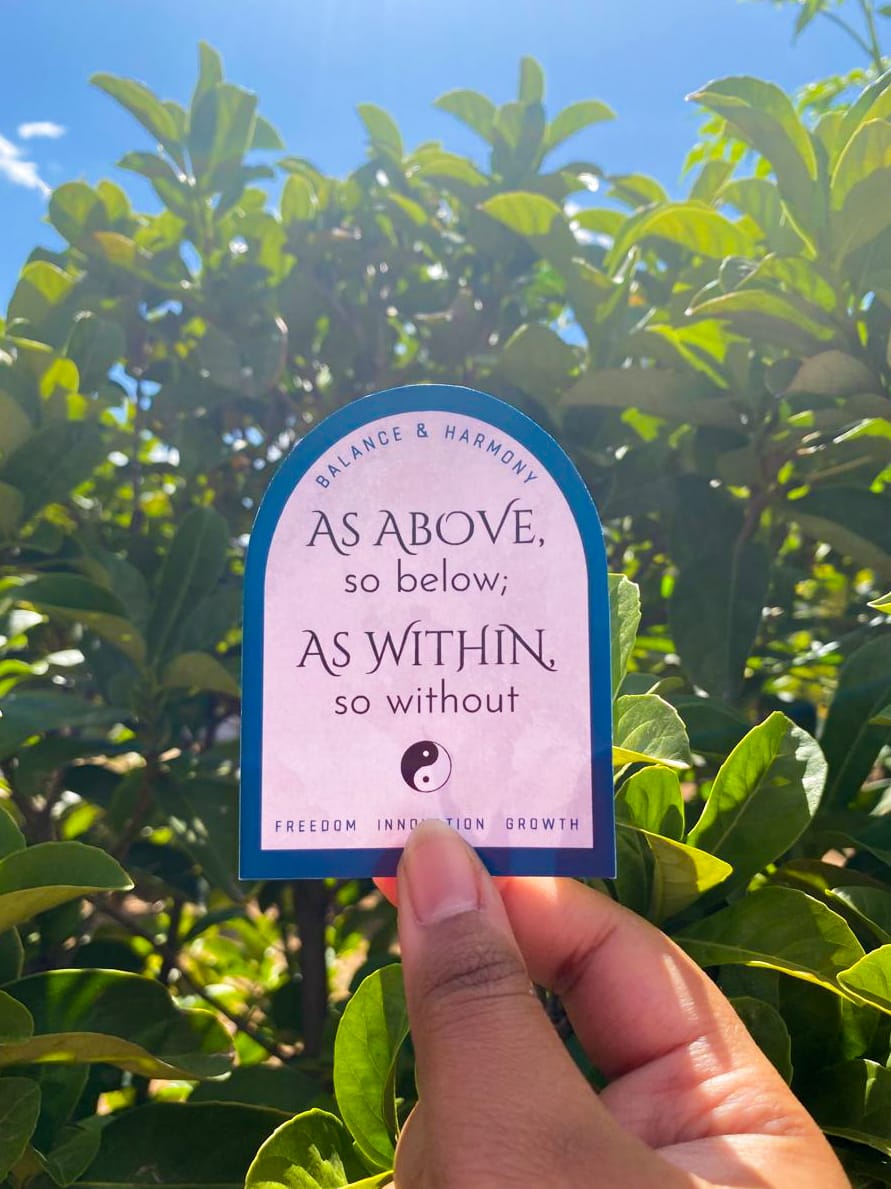 BALANCE & HARMONY
AS ABOVE,
so below;
AS WITHIN,
so without
FREEDOM INNOVATION GROWTH